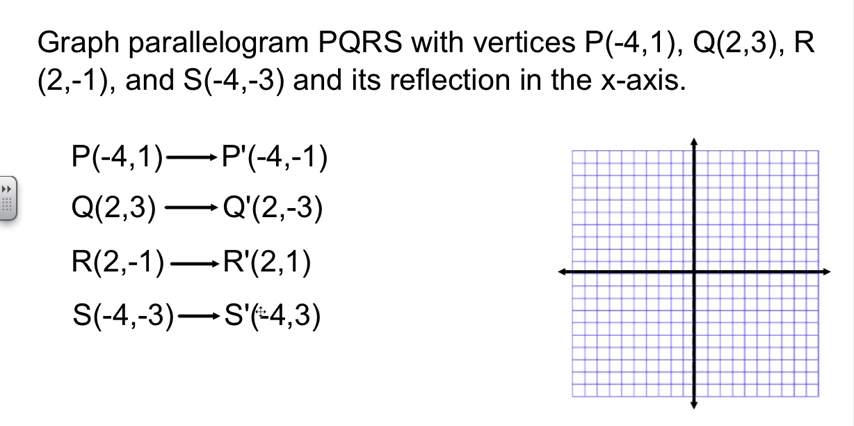 Graph parallelogram PQRS with vertices P(-4,1), Q(2,3), R
(2,-1), and S(-4,-3) and its reflection in the x-axis.
P(-4,1)⟶P'(-4,-1)
Q(2,3)⟶Q'(2,-3)
R(2,-1)⟶R'(2,1)
S(-4,-3)⟶S'(-4,3)